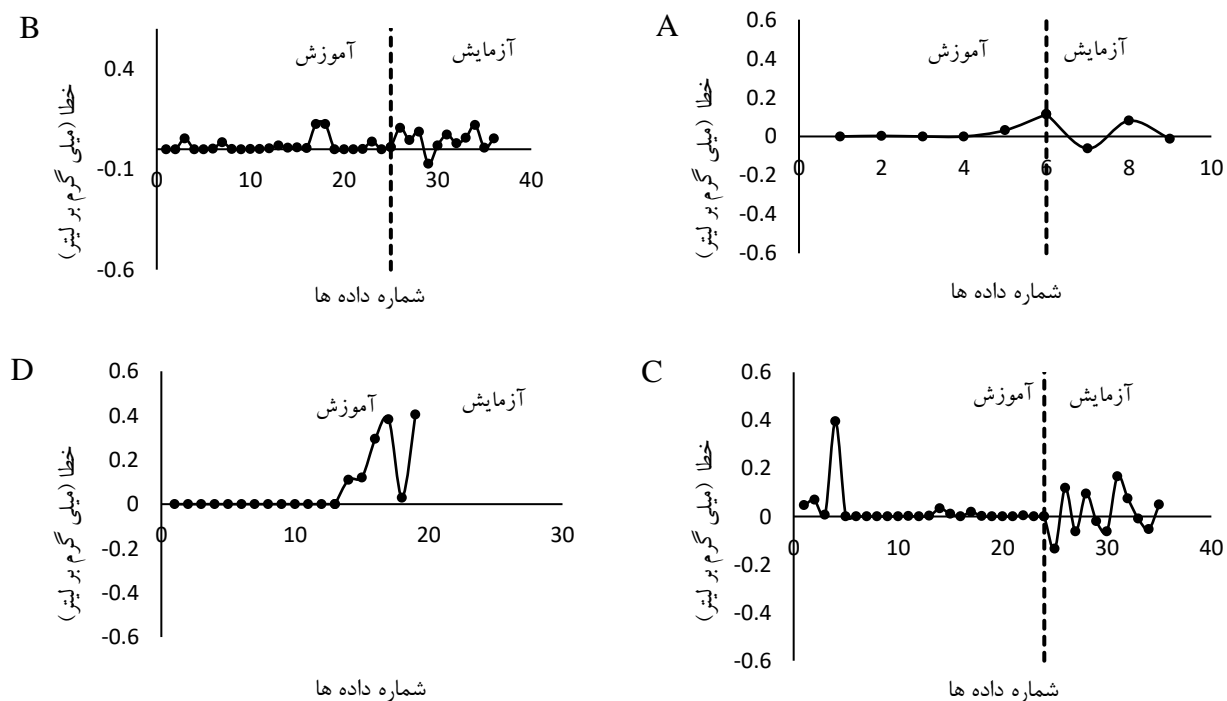 B
آموزش
آزمایش
0.4
-0.1
-0.6
0
10
20
30
40
خطا (میلی گرم بر لیتر)
شماره داده ها
A
آموزش
آزمایش
0.6
0.4
0.2
0
-0.2
-0.4
-0.6
0
2
4
6
8
10
خطا (میلی گرم بر لیتر)
شماره داده ها
D
آموزش
آزمایش
0.6
0.4
0.2
0
-0.2
-0.4
-0.6
0
10
20
30
خطا (میلی گرم بر لیتر)
شماره داده ها
C
آموزش
آزمایش
0.6
0.4
0.2
0
-0.2
-0.4
-0.6
0
10
20
30
40
خطا (میلی گرم بر لیتر)
شماره داده ها